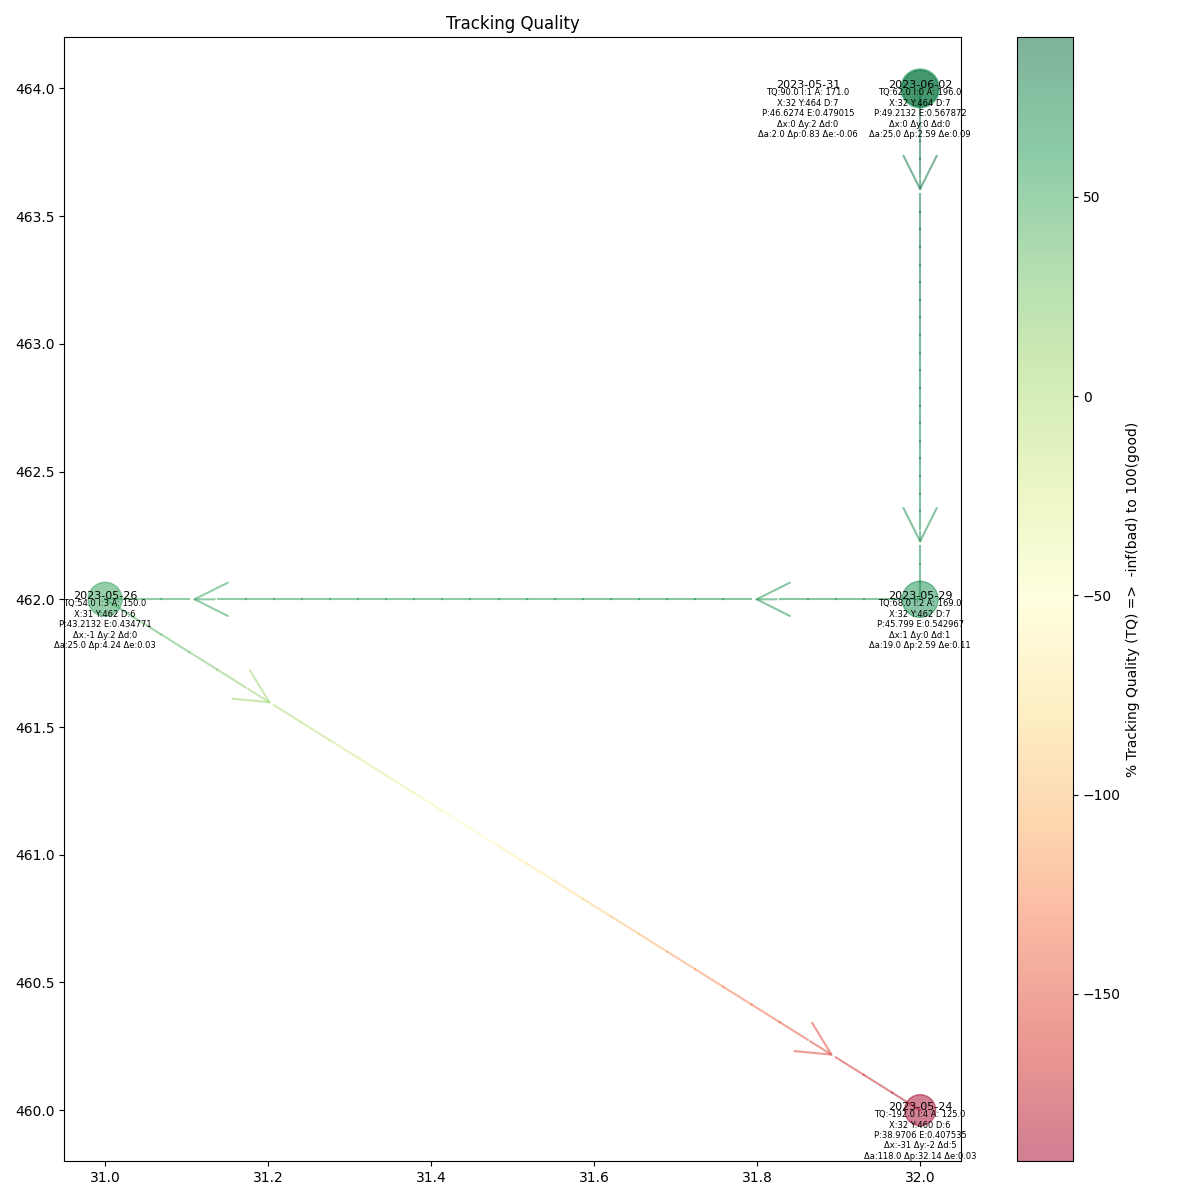 Tracking Quality
464.0
463.5
463.0
462.5
462.0
461.5
461.0
460.5
460.0
31.0
31.2
31.4
31.6
31.8
32.0
2023-05-31
TQ:90.0 I:1 A: 171.0
X:32 Y:464 D:7
P:46.6274 E:0.479015
Δx:0 Δy:2 Δd:0
Δa:2.0 Δp:0.83 Δe:-0.06
2023-06-02
TQ:62.0 I:0 A: 196.0
X:32 Y:464 D:7
P:49.2132 E:0.567872
Δx:0 Δy:0 Δd:0
Δa:25.0 Δp:2.59 Δe:0.09
2023-05-26
TQ:54.0 I:3 A: 150.0
X:31 Y:462 D:6
P:43.2132 E:0.434771
Δx:-1 Δy:2 Δd:0
Δa:25.0 Δp:4.24 Δe:0.03
2023-05-29
TQ:68.0 I:2 A: 169.0
X:32 Y:462 D:7
P:45.799 E:0.542967
Δx:1 Δy:0 Δd:1
Δa:19.0 Δp:2.59 Δe:0.11
2023-05-24
TQ:-192.0 I:4 A: 125.0
X:32 Y:460 D:6
P:38.9706 E:0.407535
Δx:-31 Δy:-2 Δd:5
Δa:118.0 Δp:32.14 Δe:0.03
50
0
−50
−100
−150
% Tracking Quality (TQ) => -inf(bad) to 100(good)